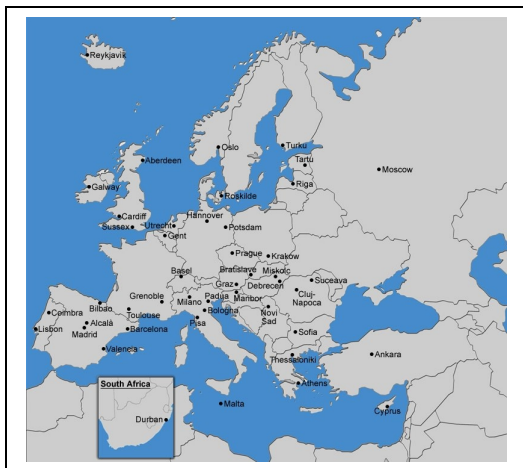 Reykjavik
Oslo
Turku
Tartu
Moscow
Aberdeen
Riga
Galway
Roskilde
Cardiff
Hannover
Sussex
Utrecht
Potsdam
Gent
Prague
Kraków
Basel
Bratislava
Miskolc
Suceava
Graz
Debrecen
Grenoble
Milano
Padua
Maribor
Cluj-
Napoca
Bilbao
Toulouse
Bologna
Novi
Sad
Coimbra
Pisa
Lisbon
Alcalá
Madrid
Barcelona
Sofia
Valencia
Thessaloniki
Ankara
Athens
South Africa
Malta
Cyprus
Durban